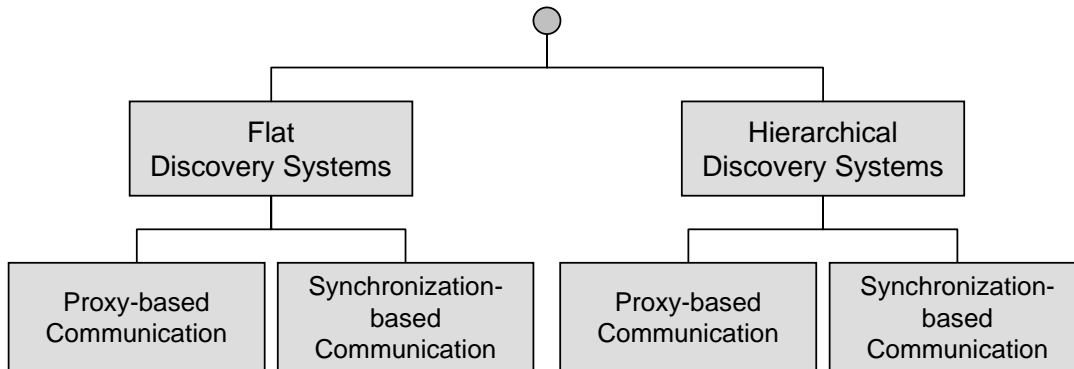 Flat
Discovery Systems
Hierarchical
Discovery Systems
Proxy-based
Communication
Synchronization-
based
Communication
Proxy-based
Communication
Synchronization-
based
Communication